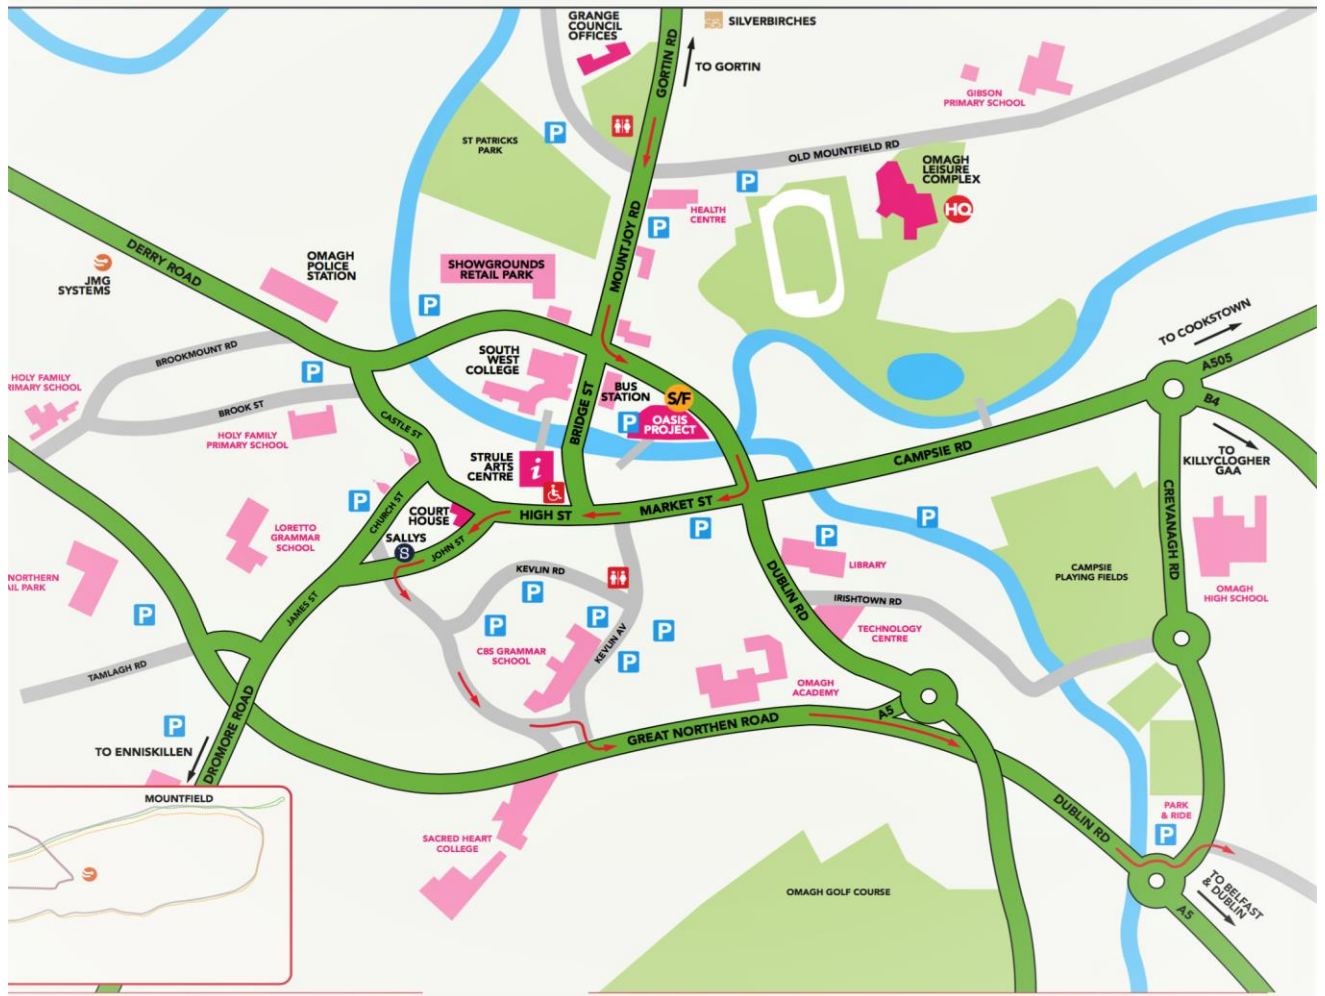 GRANGE
COUNCIL
OFFICES
SILVERBIRCHES
GORTIN RD
TO GORTIN
GIBSON
PRIMARY SCHOOL
P
ST PATRICKS
PARK
OLD MOUNTFIELD RD
OMAGH
LEISURE
COMPLEX
P
HQ
HEALTH
CENTRE
P
MOUNTJOY RD
DERRY ROAD
OMAGH
POLICE
STATION
SHOWGROUNDS
RETAIL PARK
JMG
SYSTEMS
P
TO COOKSTOWN
A505
B4
BROOKMOUNT RD
SOUTH
WEST
COLLEGE
P
HOLY FAMILY
PRIMARY SCHOOL
BUS
STATION
S/F
BRIDGE ST
P
OASIS
PROJECT
BROOK ST
CASTLE ST
HOLY FAMILY
PRIMARY SCHOOL
CAMPSIE RD
TO
KILLYCLOGHER
GAA
STRULE
ARTS
CENTRE
i
P
CHURCH ST
COURT
HOUSE
HIGH ST
MARKET ST
P
P
P
CREVANAGH RD
LORETTO
GRAMMAR
SCHOOL
SALLYS
S
JOHN ST
LIBRARY
DUBLIN RD
CAMPSIE
PLAYING FIELDS
OMAGH
HIGH SCHOOL
NORTHERN
AIL PARK
KEVLIN RD
P
IRISHTOWN RD
JAMES ST
P
P
P
P
P
TECHNOLOGY
CENTRE
CBS GRAMMAR
SCHOOL
KEVLIN AV
TAMLAGH RD
OMAGH
ACADEMY
A5
P
DROMORE ROAD
GREAT NORTHEN ROAD
TO ENNISKILLEN
MOUNTFIELD
DUBLIN RD
PARK
& RIDE
P
SACRED HEART
COLLEGE
OMAGH GOLF COURSE
TO BELFAST
& DUBLIN
A5